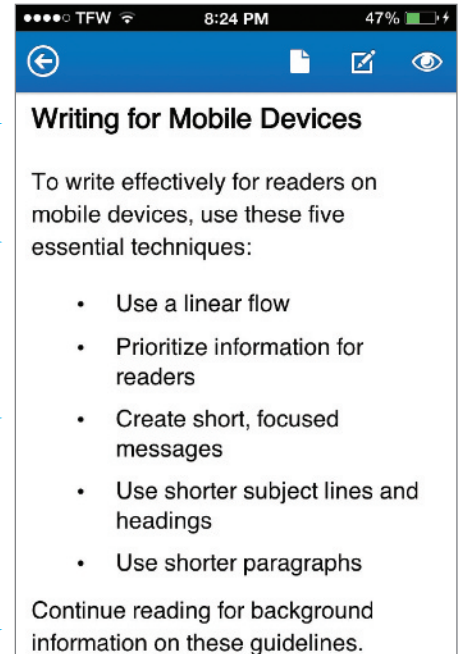 TFW 8:24 PM 47%
Writing for Mobile Devices
To write effectively for readers on
mobile devices, use these five
essential techniques:
• Use a linear flow
• Prioritize information for
readers
• Create short, focused
messages
• Use shorter subject lines and
headings
• Use shorter paragraphs
Continue reading for background
information on these guidelines.